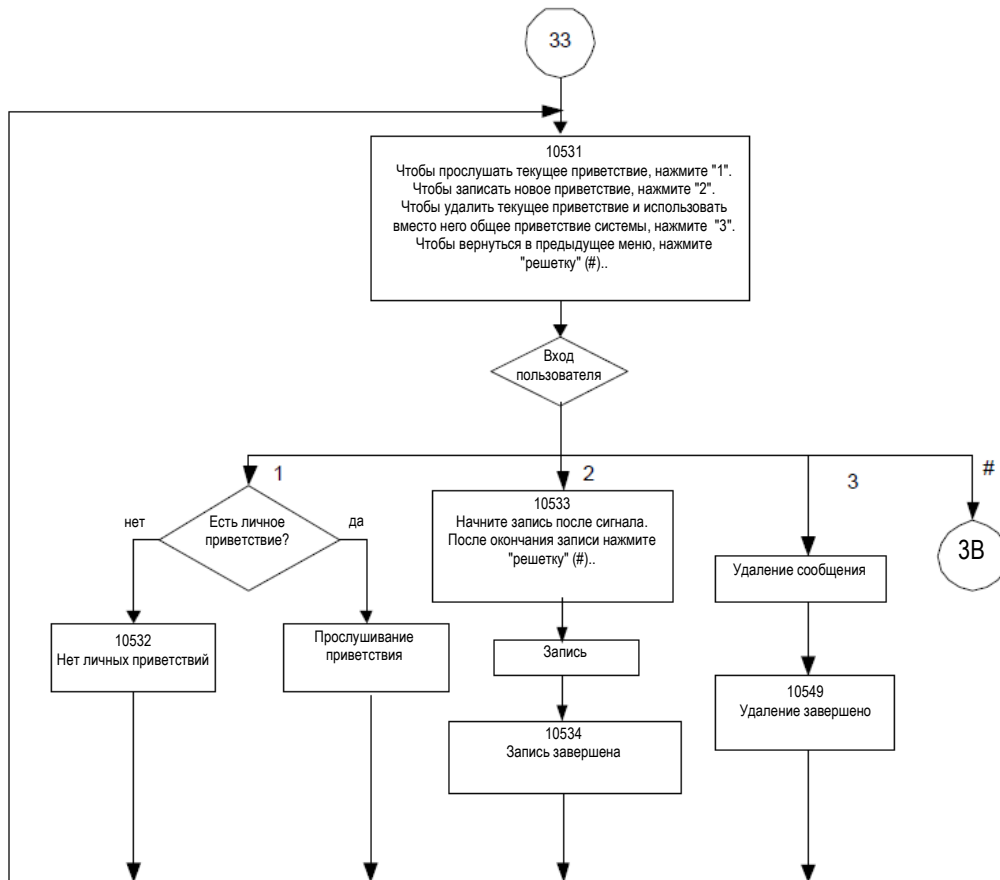 33
10531
Чтобы прослушать текущее приветствие, нажмите "1".
Чтобы записать новое приветствие, нажмите "2".
Чтобы удалить текущее приветствие и использовать
вместо него общее приветствие системы, нажмите "3".
Чтобы вернуться в предыдущее меню, нажмите
"решетку" (#)..
Вход
пользователя
1
2
3
#
нет
Есть личное
приветствие?
да
10533
Начните запись после сигнала.
После окончания записи нажмите
"решетку" (#)..
Удаление сообщения
3B
10532
Нет личных приветствий
Прослушивание
приветствия
Запись
10549
Удаление завершено
10534
Запись завершена